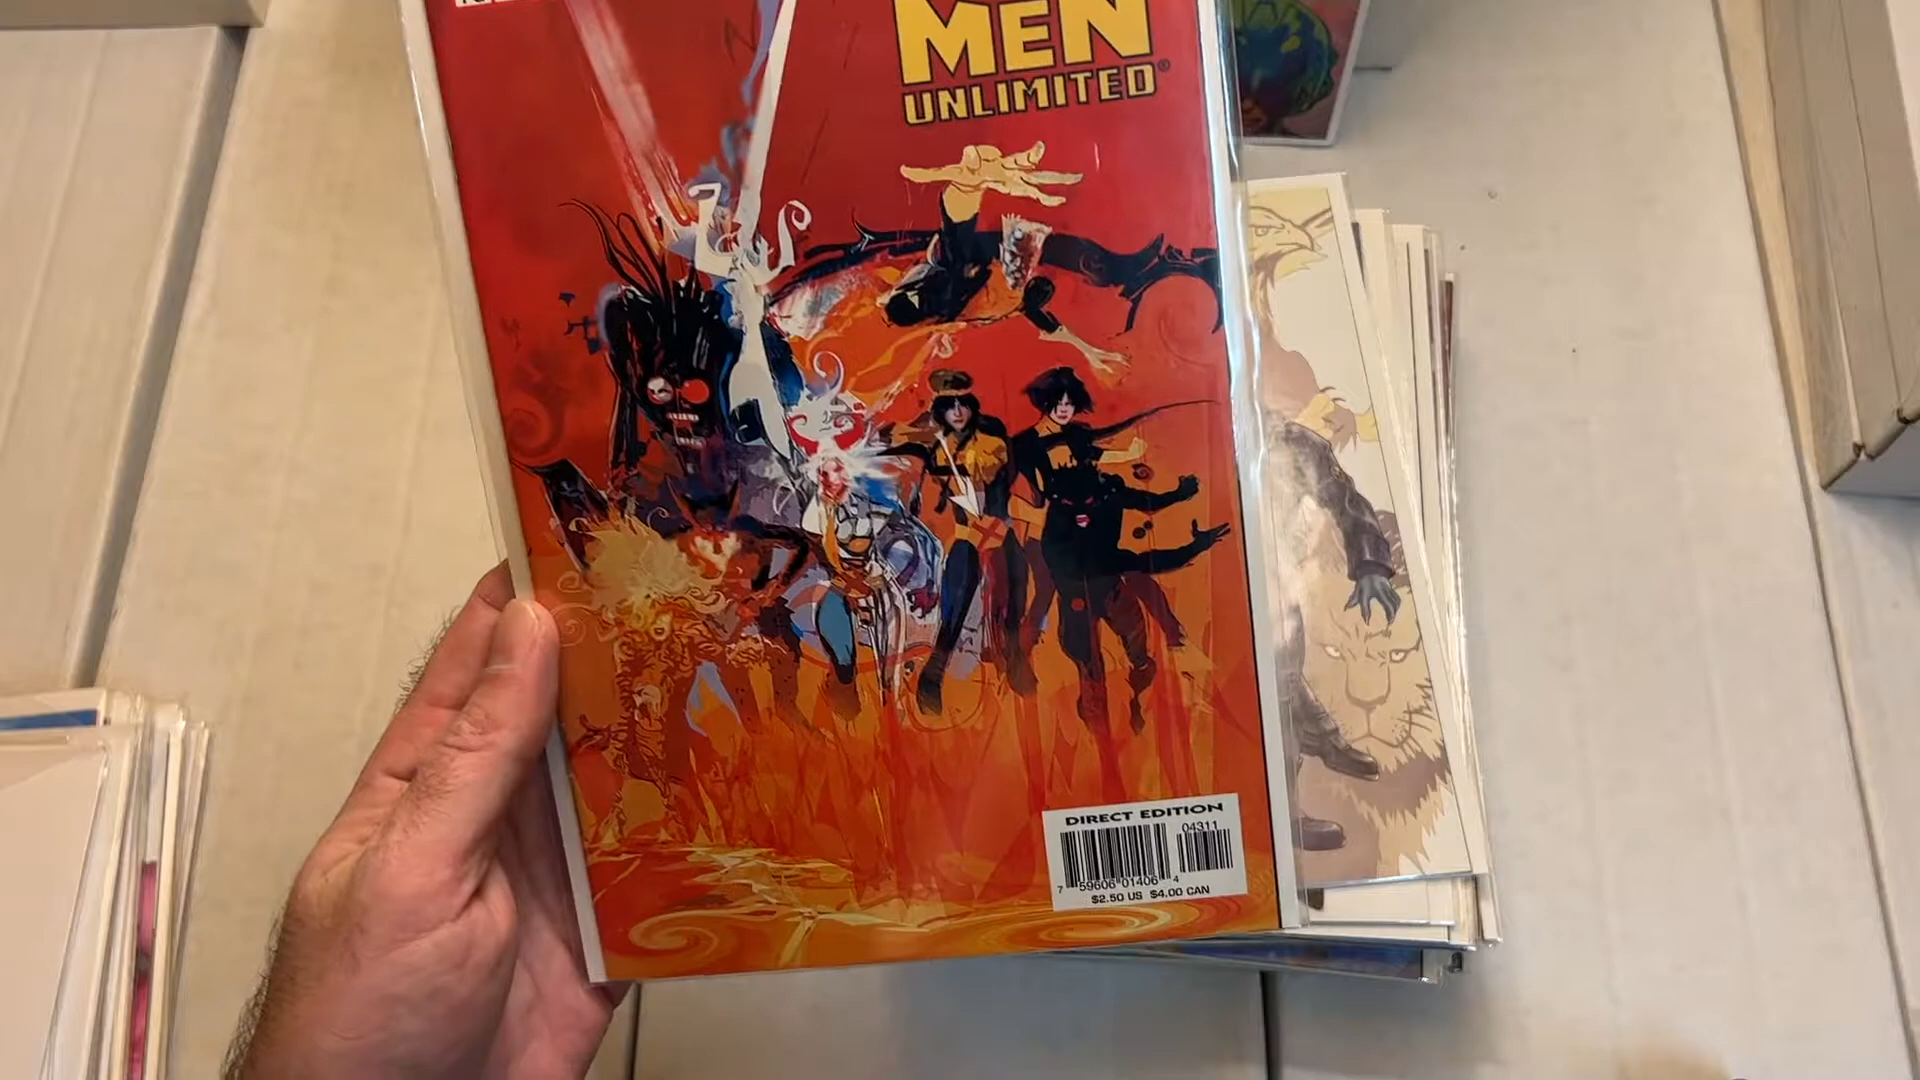 MEN
UNLIMITED®
DIRECT EDITION
04311
7 59606 01406 4
$2.50 US $4.00 CAN